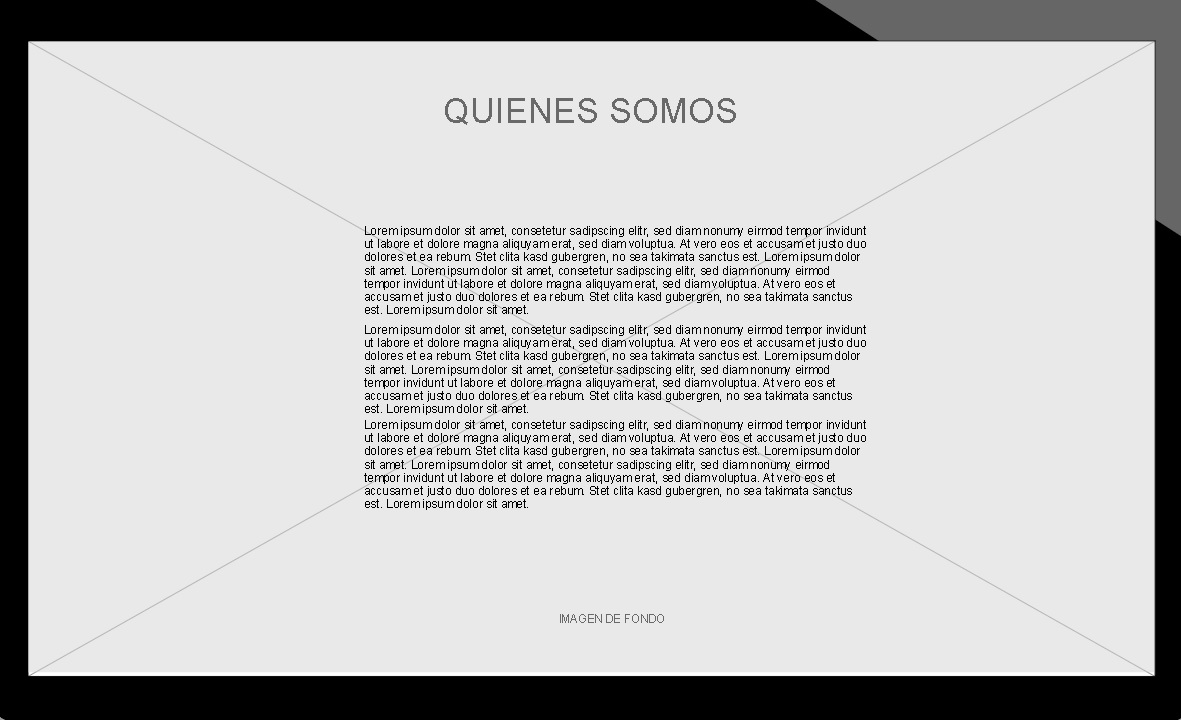 QUIENES SOMOS
Lorem ipsum dolor sit amet, consetetur sadipscing elitr, sed diam nonumy eirmod tempor invidunt
ut labore et dolore magna aliquyam erat, sed diam voluptua. At vero eos et accusam et justo duo
dolores et ea rebum. Stet clita kasd gubergren, no sea takimata sanctus est. Lorem ipsum dolor
sit amet. Lorem ipsum dolor sit amet, consetetur sadipscing elitr, sed diam nonumy eirmod
tempor invidunt ut labore et dolore magna aliquyam erat, sed diam voluptua. At vero eos et
accusam et justo duo dolores et ea rebum. Stet clita kasd gubergren, no sea takimata sanctus
est. Lorem ipsum dolor sit amet.
Lorem ipsum dolor sit amet, consetetur sadipscing elitr, sed diam nonumy eirmod tempor invidunt
ut labore et dolore magna aliquyam erat, sed diam voluptua. At vero eos et accusam et justo duo
dolores et ea rebum. Stet clita kasd gubergren, no sea takimata sanctus est. Lorem ipsum dolor
sit amet. Lorem ipsum dolor sit amet, consetetur sadipscing elitr, sed diam nonumy eirmod
tempor invidunt ut labore et dolore magna aliquyam erat, sed diam voluptua. At vero eos et
accusam et justo duo dolores et ea rebum. Stet clita kasd gubergren, no sea takimata sanctus
est. Lorem ipsum dolor sit amet.
Lorem ipsum dolor sit amet, consetetur sadipscing elitr, sed diam nonumy eirmod tempor invidunt
ut labore et dolore magna aliquyam erat, sed diam voluptua. At vero eos et accusam et justo duo
dolores et ea rebum. Stet clita kasd gubergren, no sea takimata sanctus est. Lorem ipsum dolor
sit amet. Lorem ipsum dolor sit amet, consetetur sadipscing elitr, sed diam nonumy eirmod
tempor invidunt ut labore et dolore magna aliquyam erat, sed diam voluptua. At vero eos et
accusam et justo duo dolores et ea rebum. Stet clita kasd gubergren, no sea takimata sanctus
est. Lorem ipsum dolor sit amet.
IMAGEN DE FONDO